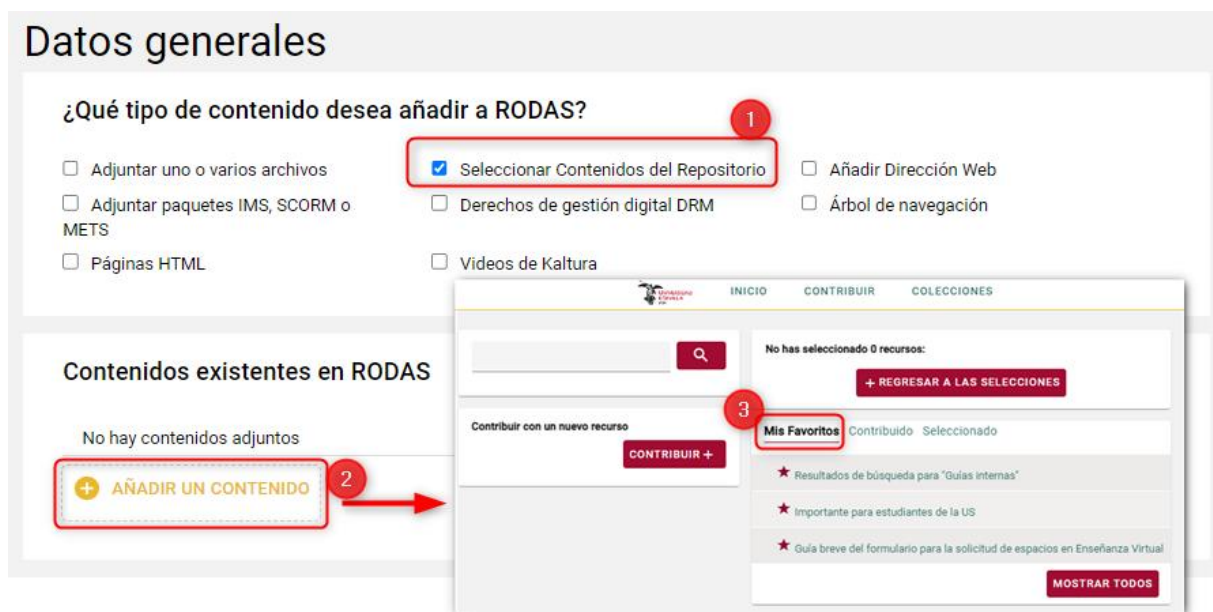 Datos generales
¿Qué tipo de contenido desea añadir a RODAS?
1
Adjuntar uno o varios archivos
Seleccionar Contenidos del Repositorio
Añadir Dirección Web
Adjuntar paquetes IMS, SCORM o
METS
Derechos de gestión digital DRM
Árbol de navegación
Páginas HTML
Videos de Kaltura
Contenidos existentes en RODAS
No hay contenidos adjuntos
AÑADIR UN CONTENIDO
2
INICIO CONTRIBUIR COLECCIONES
No has seleccionado 0 recursos:
+ REGRESAR A LAS SELECCIONES
Contribuir con un nuevo recurso
CONTRIBUIR +
3
Mis Favoritos Contribuido Seleccionado
Resultados de búsqueda para "Guías internas"
Importante para estudiantes de la US
Guía breve del formulario para la solicitud de espacios en Enseñanza Virtual
MOSTRAR TODOS